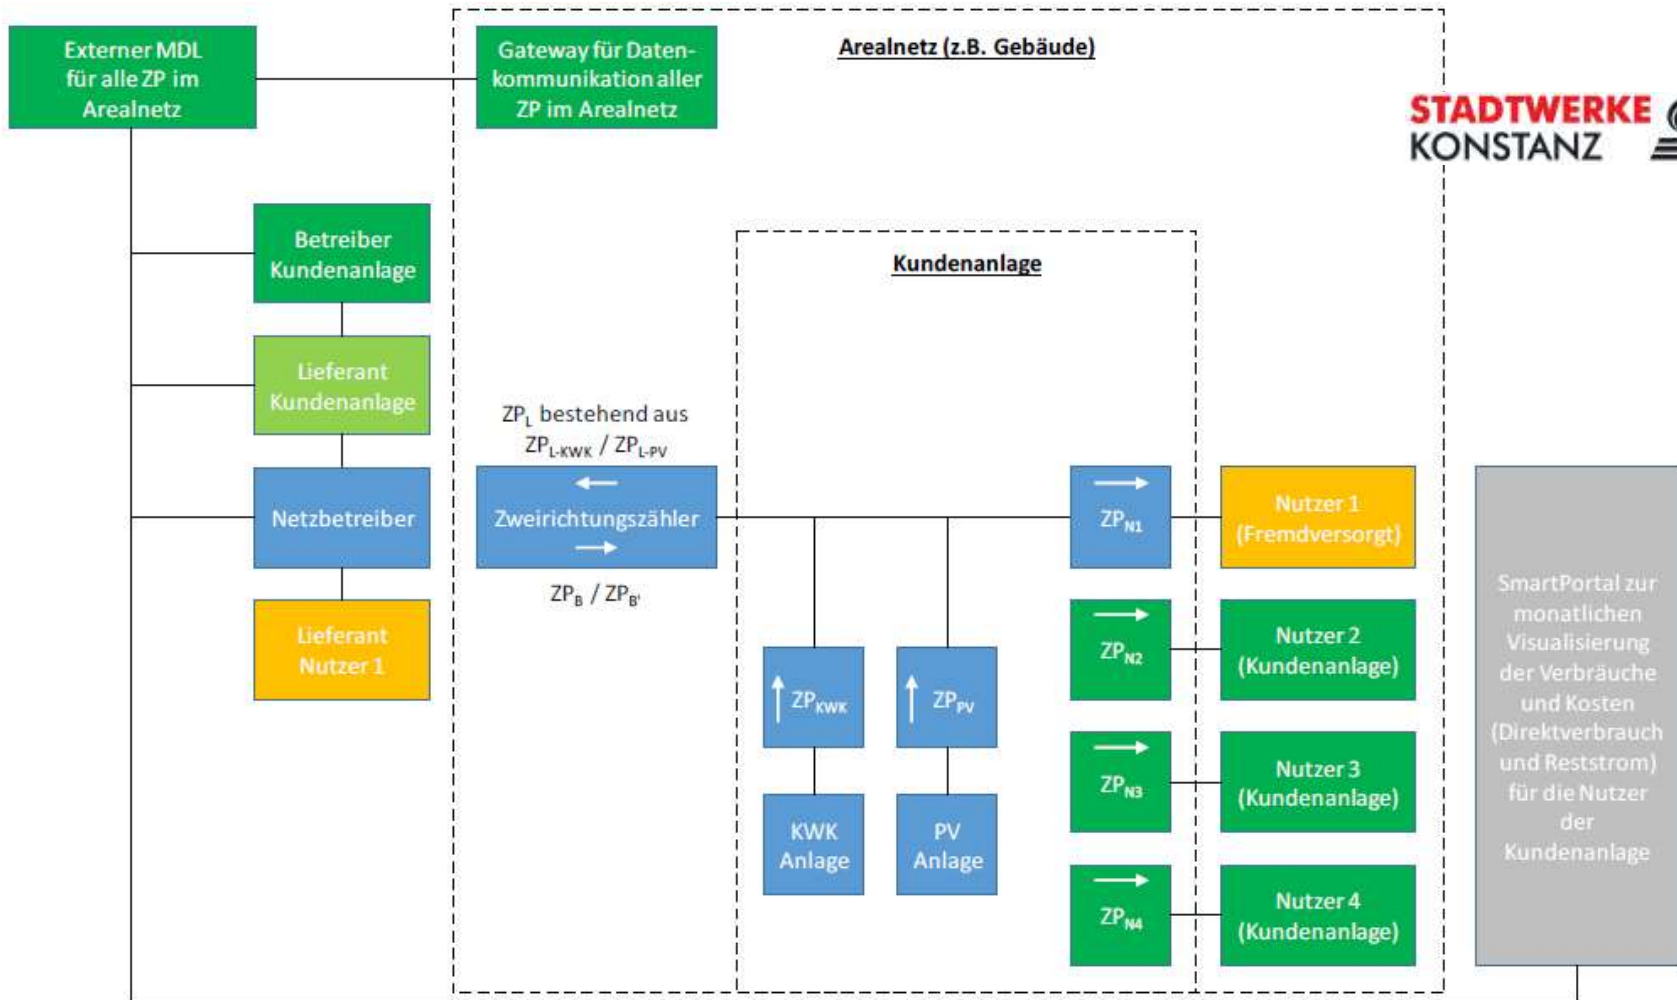 Externer MDL
für alle ZP im
Arealnetz
Gateway für Daten-
kommunikation aller
ZP im Arealnetz
Arealnetz (z.B. Gebäude)
STADTWERKE
KONSTANZ
Betreiber
Kundenanlage
Kundenanlage
Lieferant
Kundenanlage
ZPL bestehend aus
ZPL-KWK / ZPL-PV
Netzbetreiber
Zweirichtungszähler
ZPB / ZPB'
ZPN1
Nutzer 1
(Fremdversorgt)
Lieferant
Nutzer 1
ZPN2
Nutzer 2
(Kundenanlage)
ZPKWK
ZPPV
ZPN3
Nutzer 3
(Kundenanlage)
KWK
Anlage
PV
Anlage
ZPN4
Nutzer 4
(Kundenanlage)
SmartPortal zur
monatlichen
Visualisierung
der Verbräuche
und Kosten
(Direktverbrauch
und Reststrom)
für die Nutzer
der
Kundenanlage